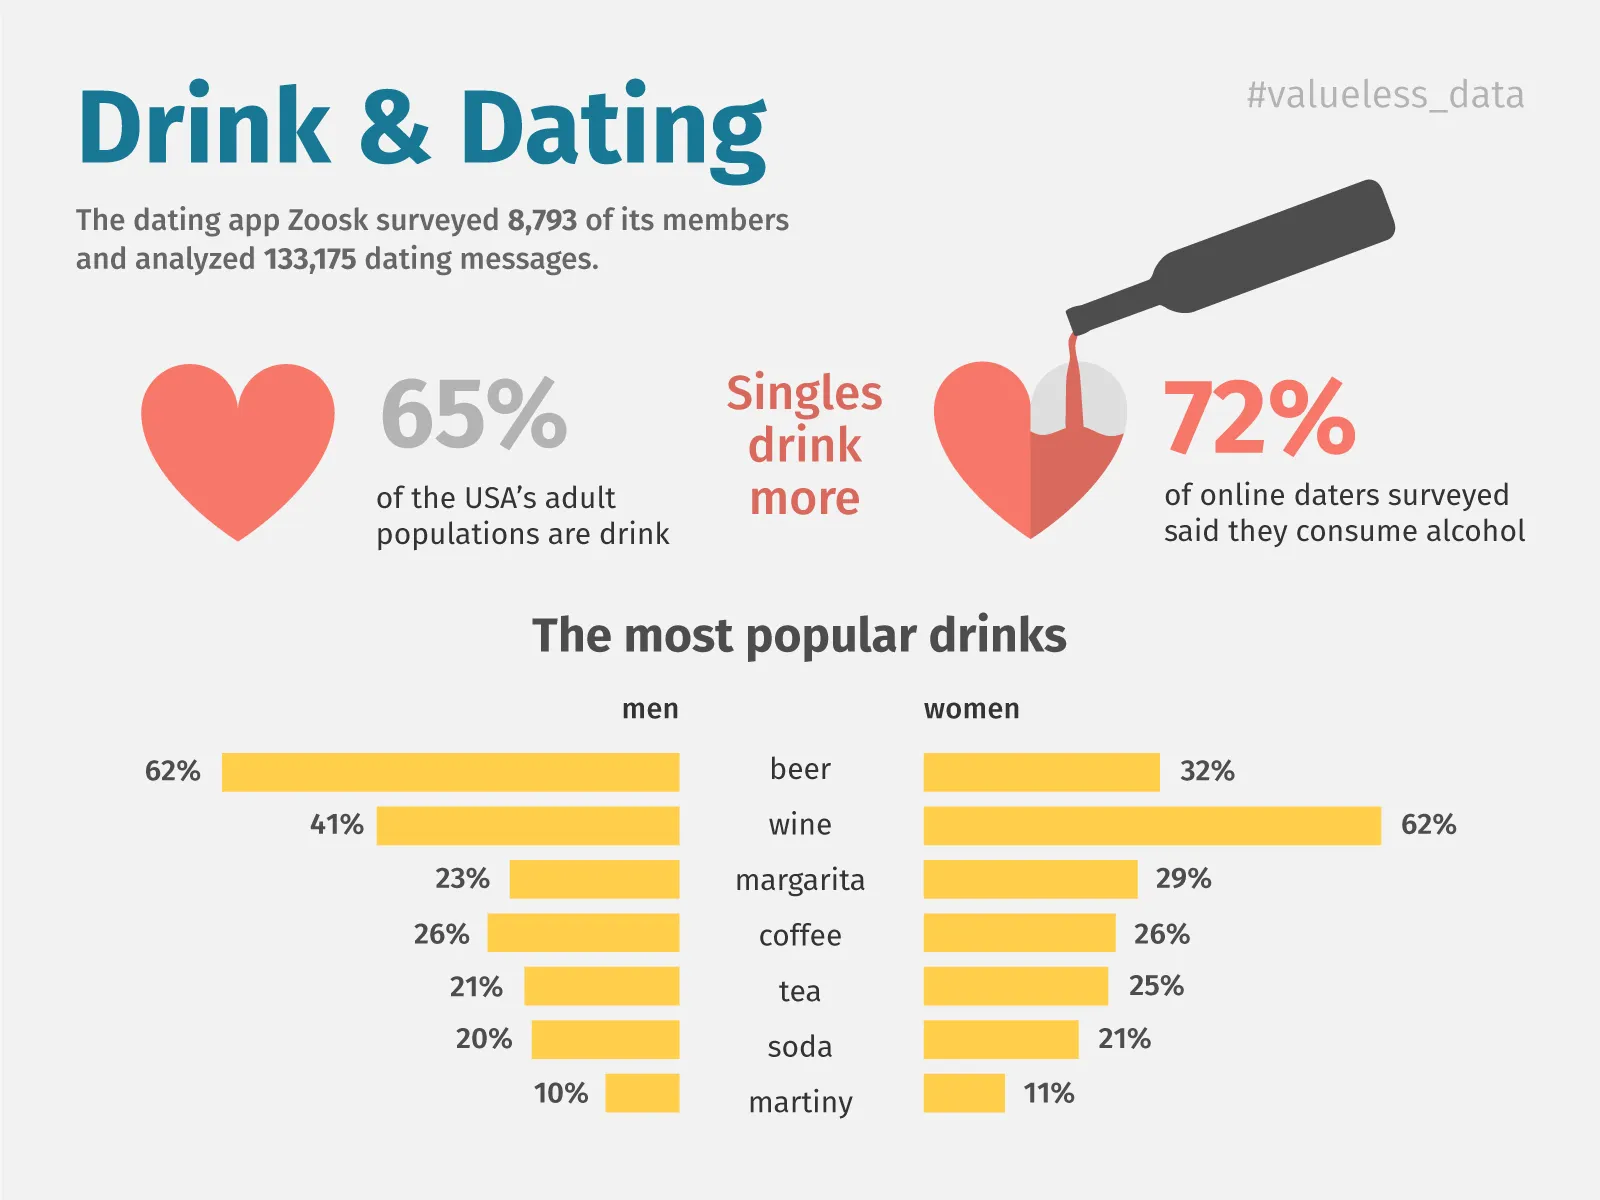 Drink & Dating
#valueless_data
The dating app Zoosk surveyed 8,793 of its members
and analyzed 133,175 dating messages.
65%
of the USA's adult
populations are drink
Singles
drink
more
72%
of online daters surveyed
said they consume alcohol
The most popular drinks
men
women
62% beer 32%
41% wine 62%
23% margarita 29%
26% coffee 26%
21% tea 25%
20% soda 21%
10% martiny 11%